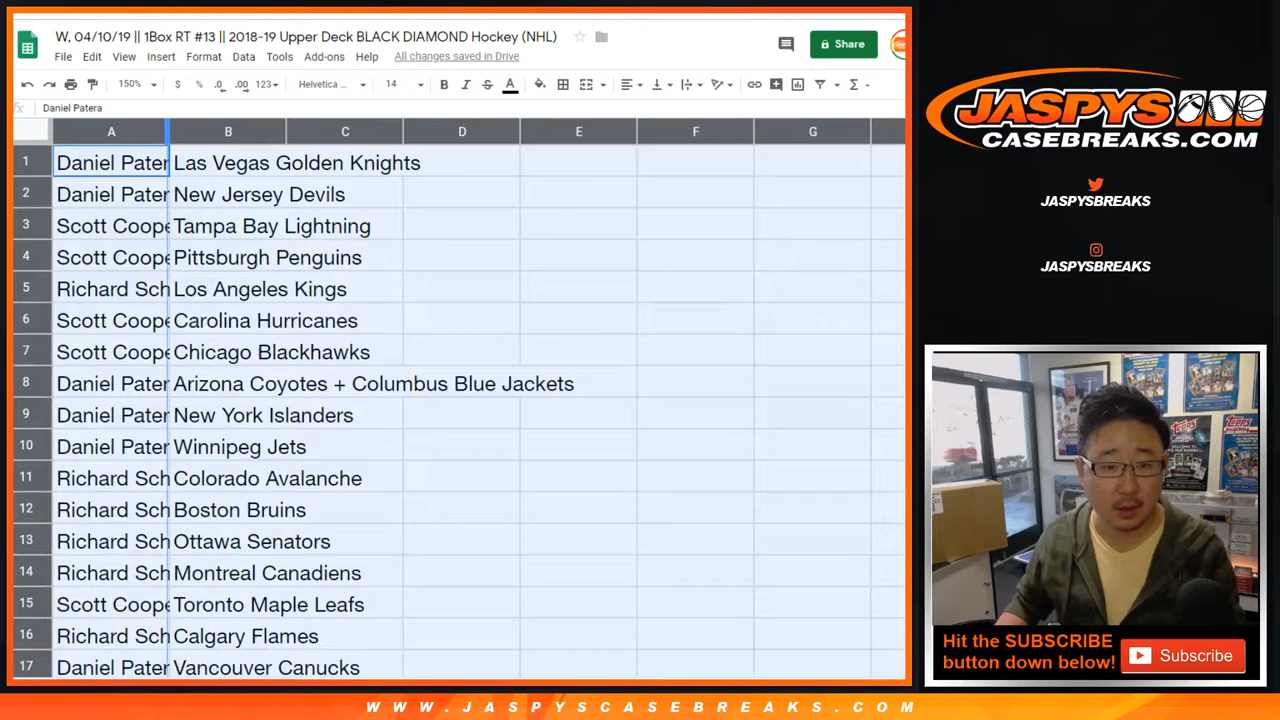 W, 04/10/19 || 1Box RT #13 || 2018-19 Upper Deck BLACK DIAMOND Hockey (NHL)
File Edit View Insert Format Data Tools Add-ons Help All changes saved in Drive
Share
150% $ % .0 .00 123 Helvetica ... 14 B I S A
fx Daniel Patera
A B C D E F G
1 Daniel Pater Las Vegas Golden Knights
2 Daniel Pater New Jersey Devils
3 Scott Coope Tampa Bay Lightning
4 Scott Coope Pittsburgh Penguins
5 Richard Sch Los Angeles Kings
6 Scott Coope Carolina Hurricanes
7 Scott Coope Chicago Blackhawks
8 Daniel Pater Arizona Coyotes + Columbus Blue Jackets
9 Daniel Pater New York Islanders
10 Daniel Pater Winnipeg Jets
11 Richard Sch Colorado Avalanche
12 Richard Sch Boston Bruins
13 Richard Sch Ottawa Senators
14 Richard Sch Montreal Canadiens
15 Scott Coope Toronto Maple Leafs
16 Richard Sch Calgary Flames
17 Daniel Pater Vancouver Canucks
JASPYS
CASEBREAKS.COM
JASPYSBREAKS
JASPYSBREAKS
Topps
Topps
Hit the SUBSCRIBE
button down below!
Subscribe
WWW.JASPYSCASEBREAKS.COM